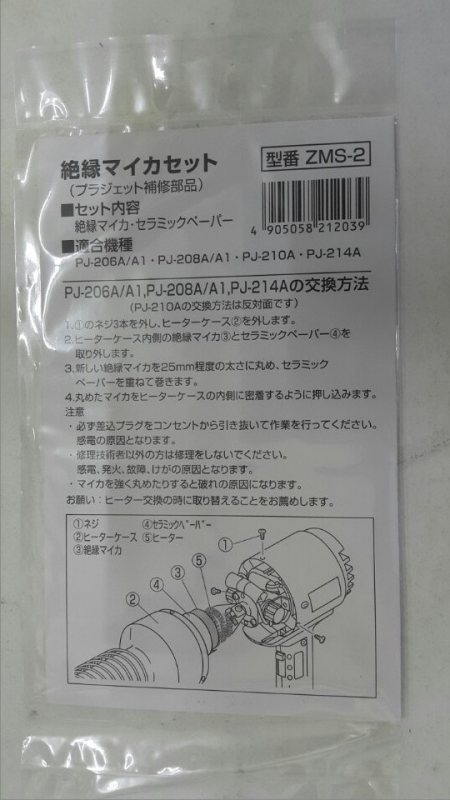 絶縁マイカセット
型番 ZMS-2
(プラジェット補修部品)
■セット内容
絶縁マイカ・セラミックペーパー
4 905058 212039
■適合機種
PJ-206A/A1・PJ-208A/A1・PJ-210A・PJ-214A
PJ-206A/A1,PJ-208A/A1,PJ-214Aの交換方法
(PJ-210Aの交換方法は反対面です)
1.①のネジ3本を外し、ヒーターケース②を外します。
2.ヒーターケース内側の絶縁マイカ③とセラミックペーパー④を
取り外します。
3.新しい絶縁マイカを25mm程度の太さに丸め、セラミック
ペーパーを重ねて巻きます。
4.丸めたマイカをヒーターケースの内側に密着するように押し込みます。
注意
・必ず差込プラグをコンセントから引き抜いて作業を行ってください。
感電の原因となります。
・修理技術者以外の方は修理をしないでください。
感電、発火、故障、けがの原因となります。
・マイカを強く丸めたりすると破れの原因になります。
お願い：ヒーター交換の時に取り替えることをお薦めします。
①ネジ ④セラミックペーパー
②ヒーターケース ⑤ヒーター
③絶縁マイカ
①
⑤
③
④
②